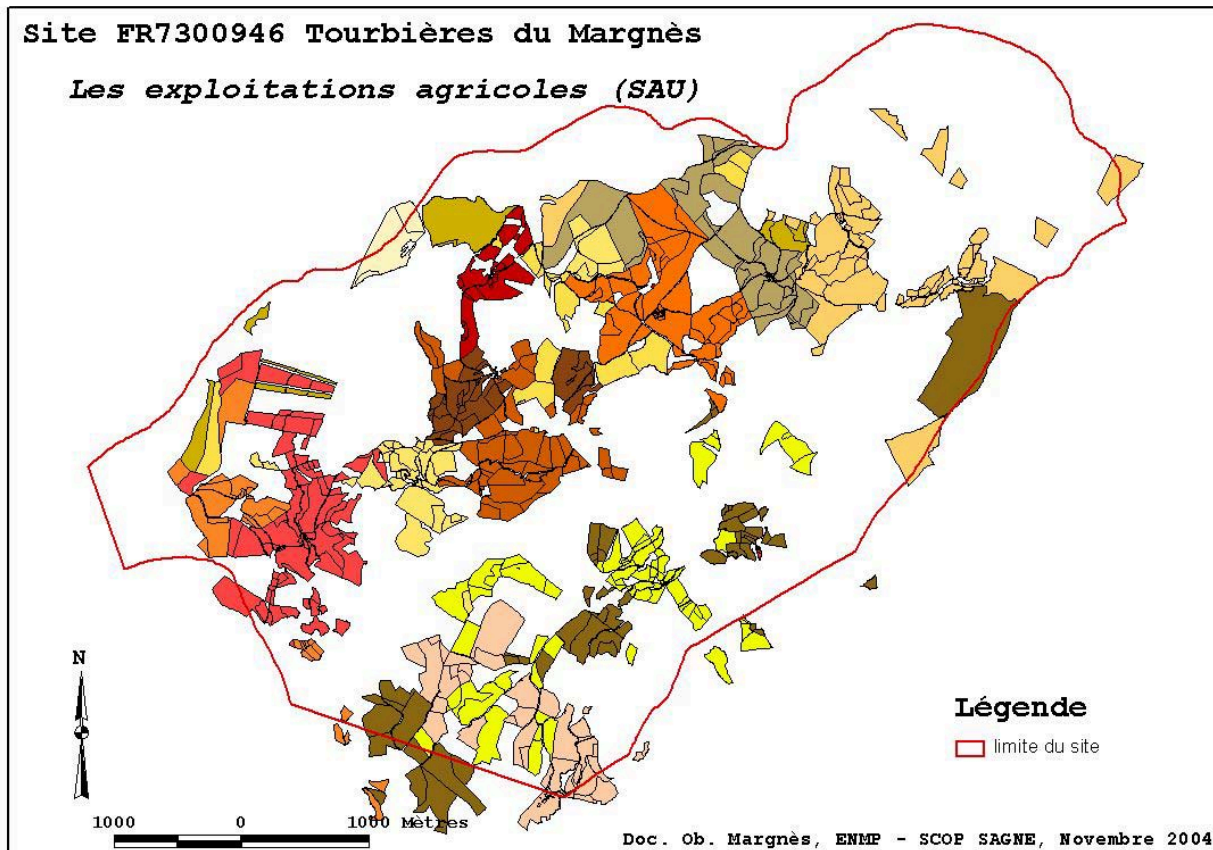 Site FR7300946 Tourbières du Margnès
Les exploitations agricoles (SAU)
N
Légende
limite du site
1000 0 1000 Mètres
Doc. Ob. Margnès, ENMP - SCOP SAGNE, Novembre 2004